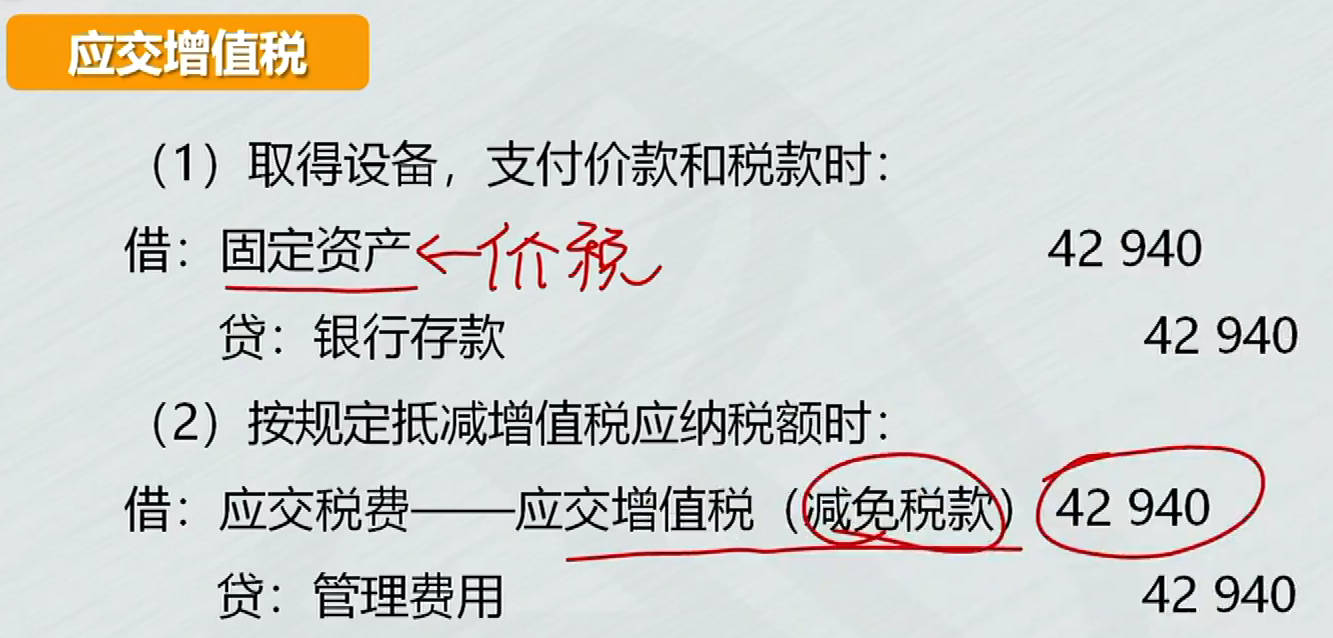 应交增值税
（1）取得设备，支付价款和税款时：
借：固定资产←价税 42 940
贷：银行存款 42 940
（2）按规定抵减增值税应纳税额时：
借：应交税费——应交增值税（减免税款） 42 940
贷：管理费用 42 940